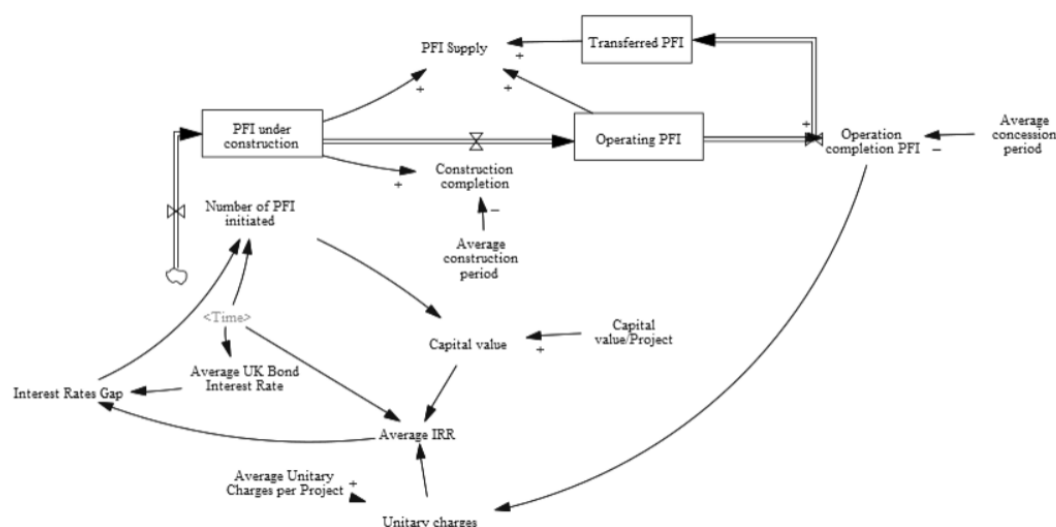 PFI Supply
Transferred PFI
+
+
+
PFI under
construction
Operating PFI
+
Operation
completion PFI
−
Average
concession
period
Construction
completion
+
−
Number of PFI
initiated
Average
construction
period
<Time>
Capital value
+
Capital
value/Project
Average UK Bond
Interest Rate
Interest Rates Gap
Average IRR
Average Unitary
Charges per Project
+
Unitary charges